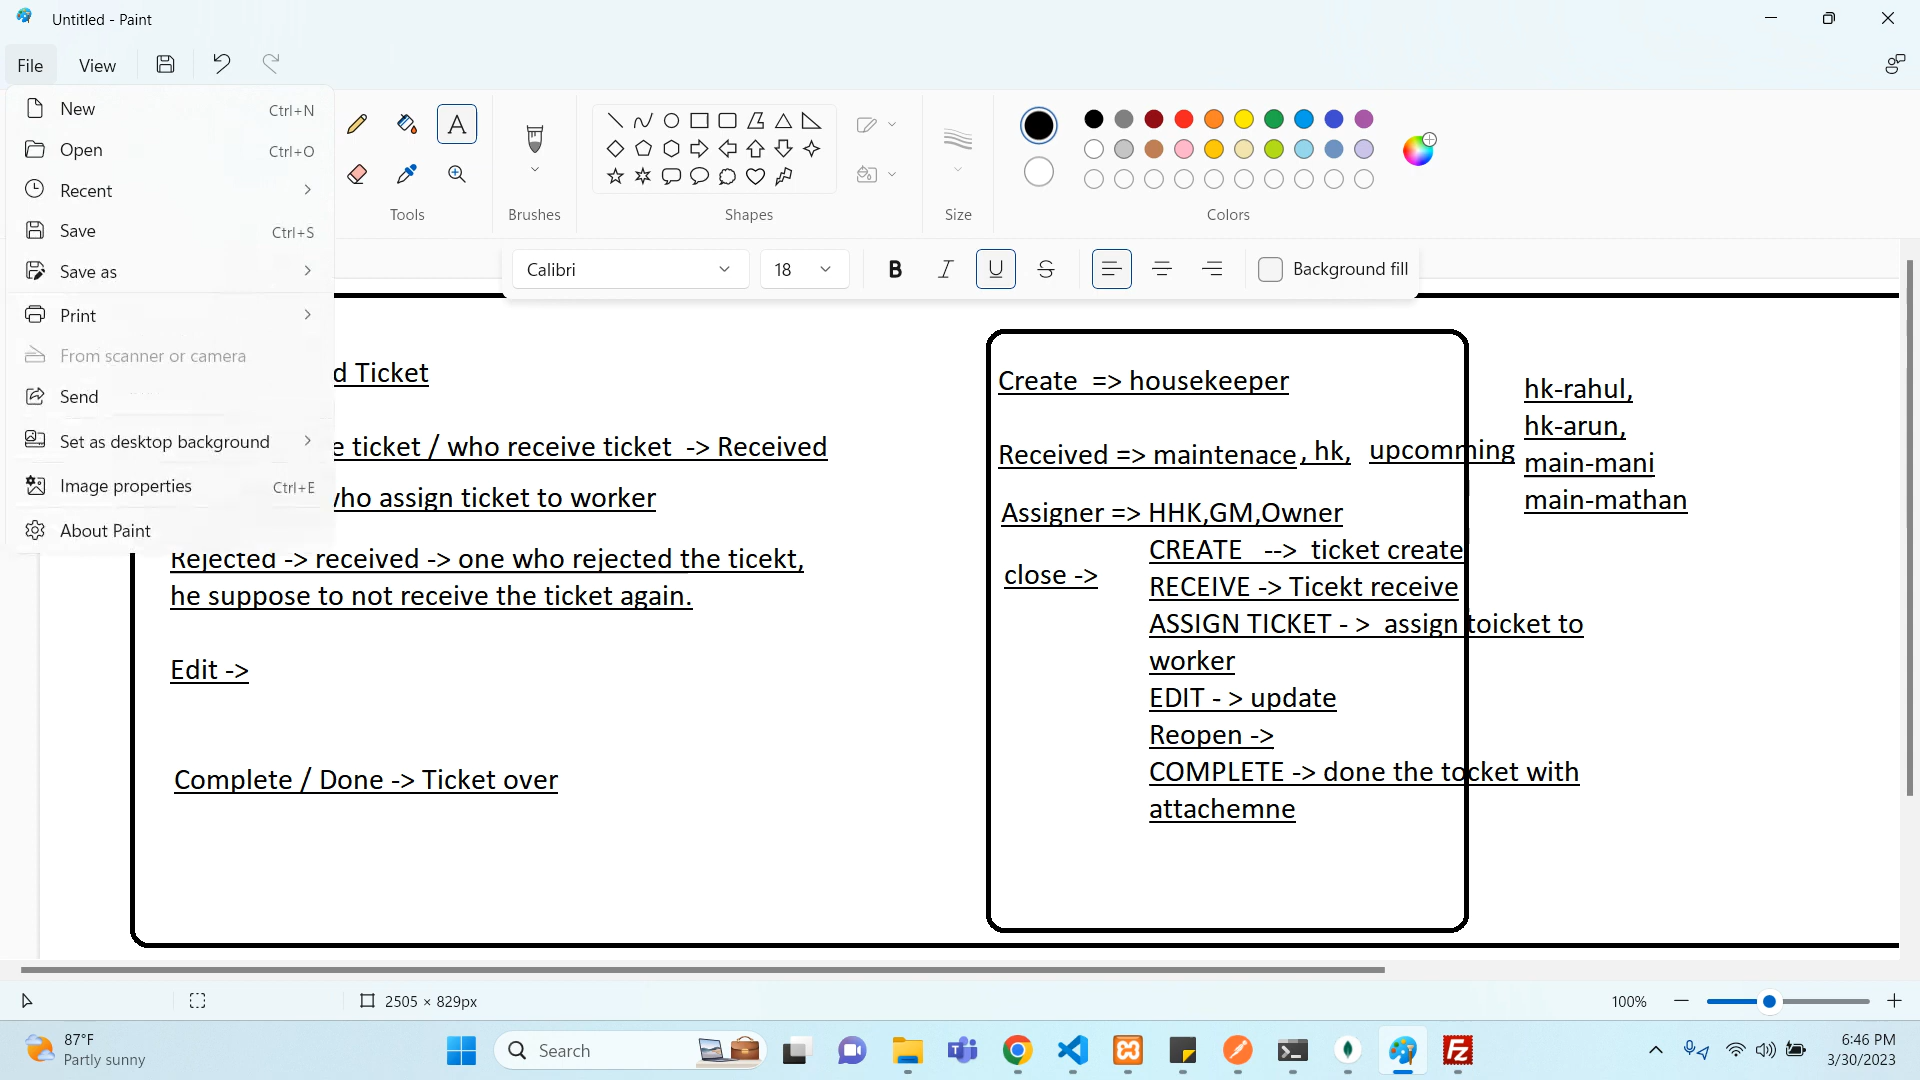 Untitled - Paint
File
View
New Ctrl+N
Open Ctrl+O
Recent
Save Ctrl+S
Save as
Print
From scanner or camera
Send
Set as desktop background
Image properties Ctrl+E
About Paint
Tools
Brushes
Shapes
Size
Colors
Calibri
18
B I U S
Background fill
d Ticket
e ticket / who receive ticket -> Received
who assign ticket to worker
Rejected -> received -> one who rejected the ticekt,
he suppose to not receive the ticket again.
Edit ->
Complete / Done -> Ticket over
Create => housekeeper
Received => maintenace , hk, upcomming
Assigner => HHK,GM,Owner
close ->
CREATE --> ticket create
RECEIVE -> Ticekt receive
ASSIGN TICKET - > assign toicket to
worker
EDIT - > update
Reopen ->
COMPLETE -> done the tocket with
attachemne
hk-rahul,
hk-arun,
main-mani
main-mathan
2505 × 829px
100%
87°F
Partly sunny
Search
6:46 PM
3/30/2023